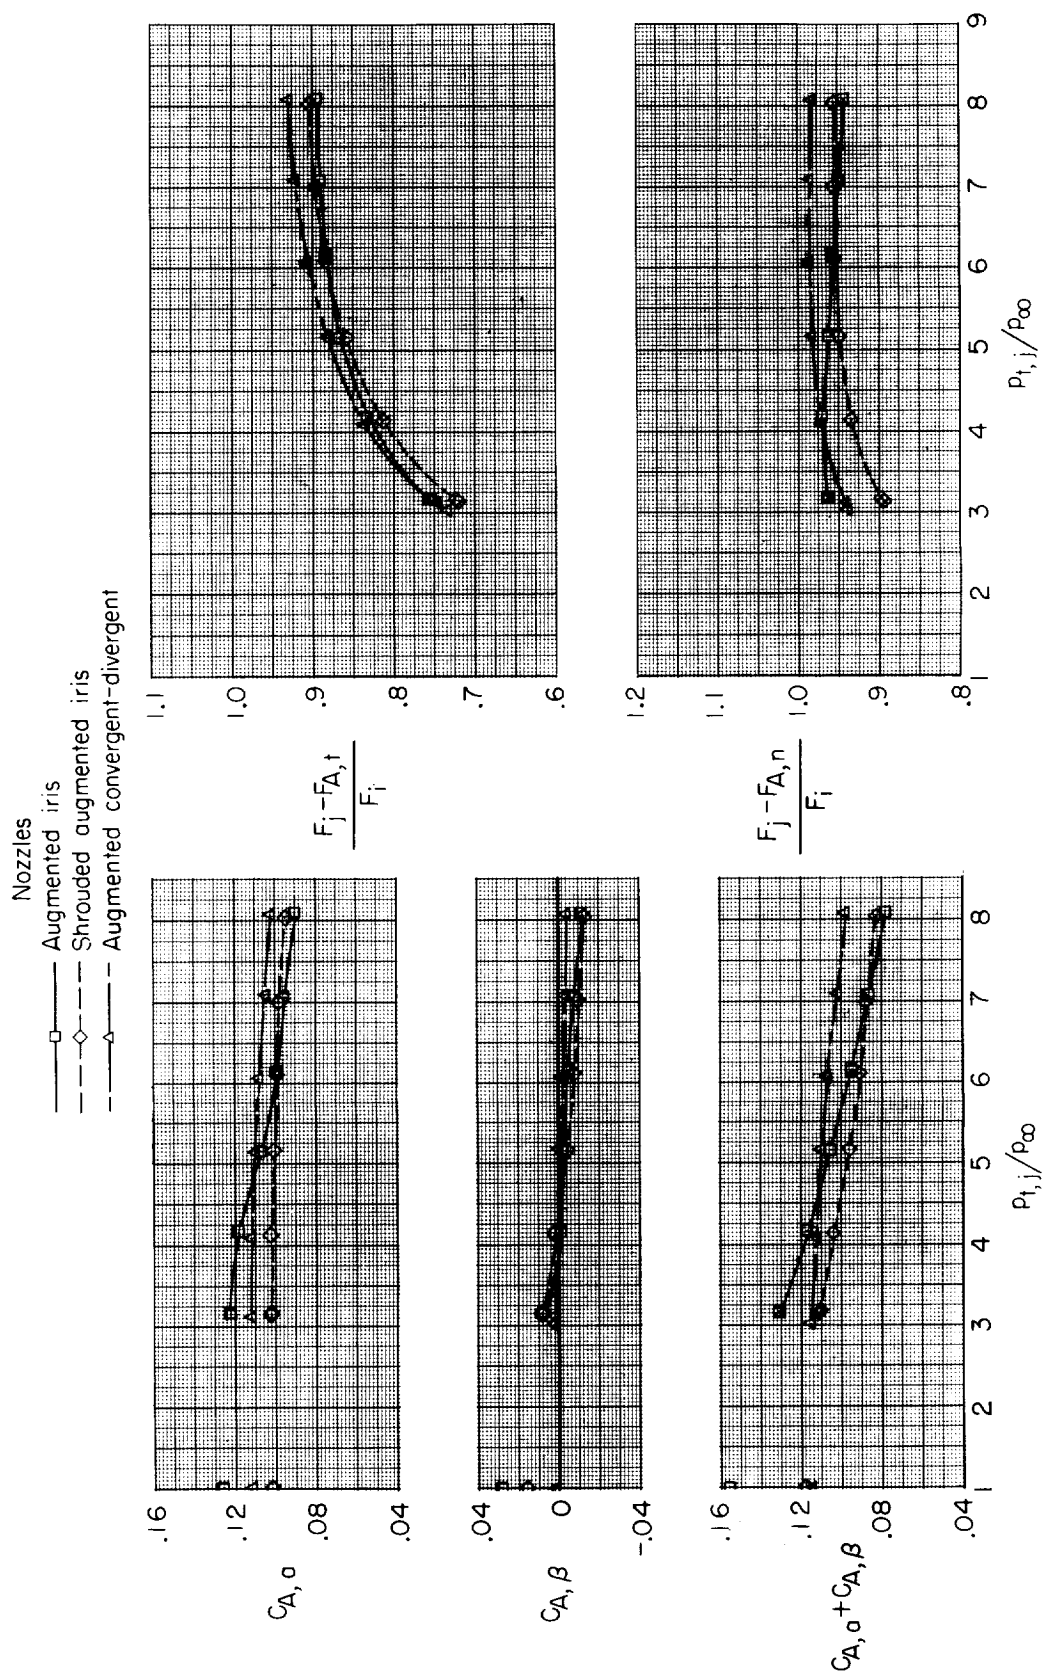 Nozzles
Augmented iris
Shrouded augmented iris
Augmented convergent-divergent
.16
.12
.08
.04
C_A,a
.04
0
-.04
C_A,β
.16
.12
.08
.04
C_A,a + C_A,β
1 2 3 4 5 6 7 8
p_t,j/p_∞
1.1
1.0
.9
.8
.7
.6
F_j - F_A,t
F_i
1.2
1.1
1.0
.9
.8
F_j - F_A,n
F_i
1 2 3 4 5 6 7 8 9
p_t,j/p_∞